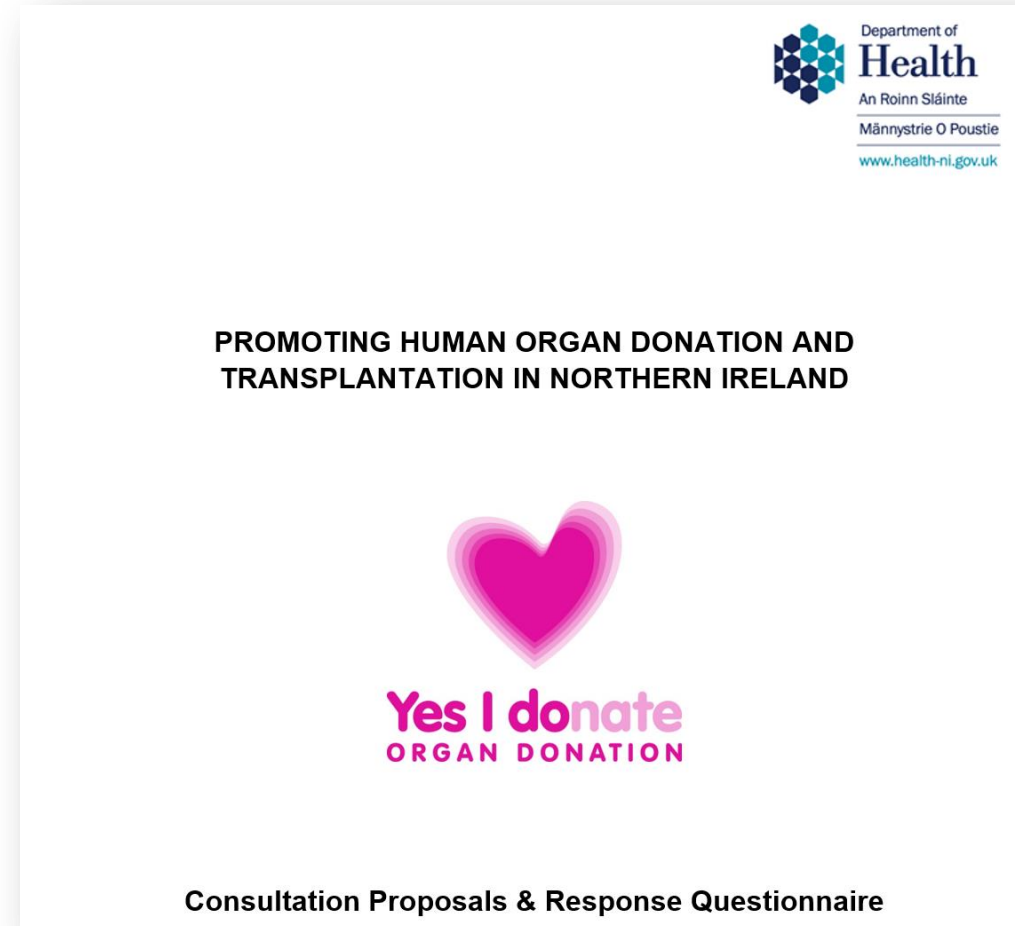 Department of
Health
An Roinn Sláinte
Männystrie O Poustie
www.health-ni.gov.uk
PROMOTING HUMAN ORGAN DONATION AND
TRANSPLANTATION IN NORTHERN IRELAND
Yes I donate
ORGAN DONATION
Consultation Proposals & Response Questionnaire